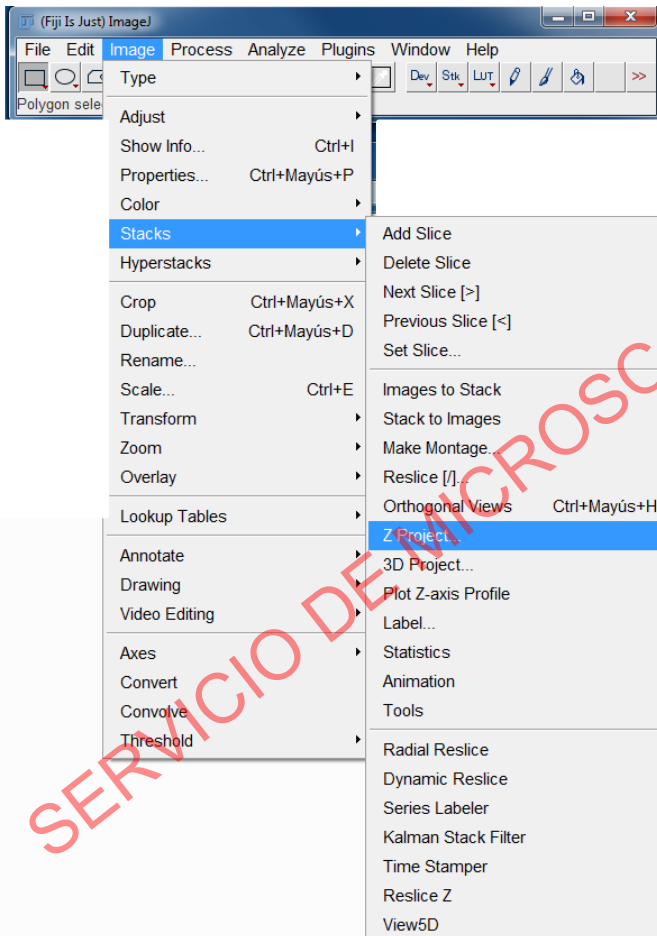 (Fiji Is Just) ImageJ
File Edit Image Process Analyze Plugins Window Help
Dev Stk LUT >>
Polygon sele
Type
Adjust
Show Info... Ctrl+I
Properties... Ctrl+Mayús+P
Color
Stacks
Hyperstacks
Crop Ctrl+Mayús+X
Duplicate... Ctrl+Mayús+D
Rename...
Scale... Ctrl+E
Transform
Zoom
Overlay
Lookup Tables
Annotate
Drawing
Video Editing
Axes
Convert
Convolve
Threshold
Add Slice
Delete Slice
Next Slice [>]
Previous Slice [<]
Set Slice...
Images to Stack
Stack to Images
Make Montage...
Reslice [/]...
Orthogonal Views Ctrl+Mayús+H
Z Project...
3D Project...
Plot Z-axis Profile
Label...
Statistics
Animation
Tools
Radial Reslice
Dynamic Reslice
Series Labeler
Kalman Stack Filter
Time Stamper
Reslice Z
View5D
SERVICIO DE MICROSC